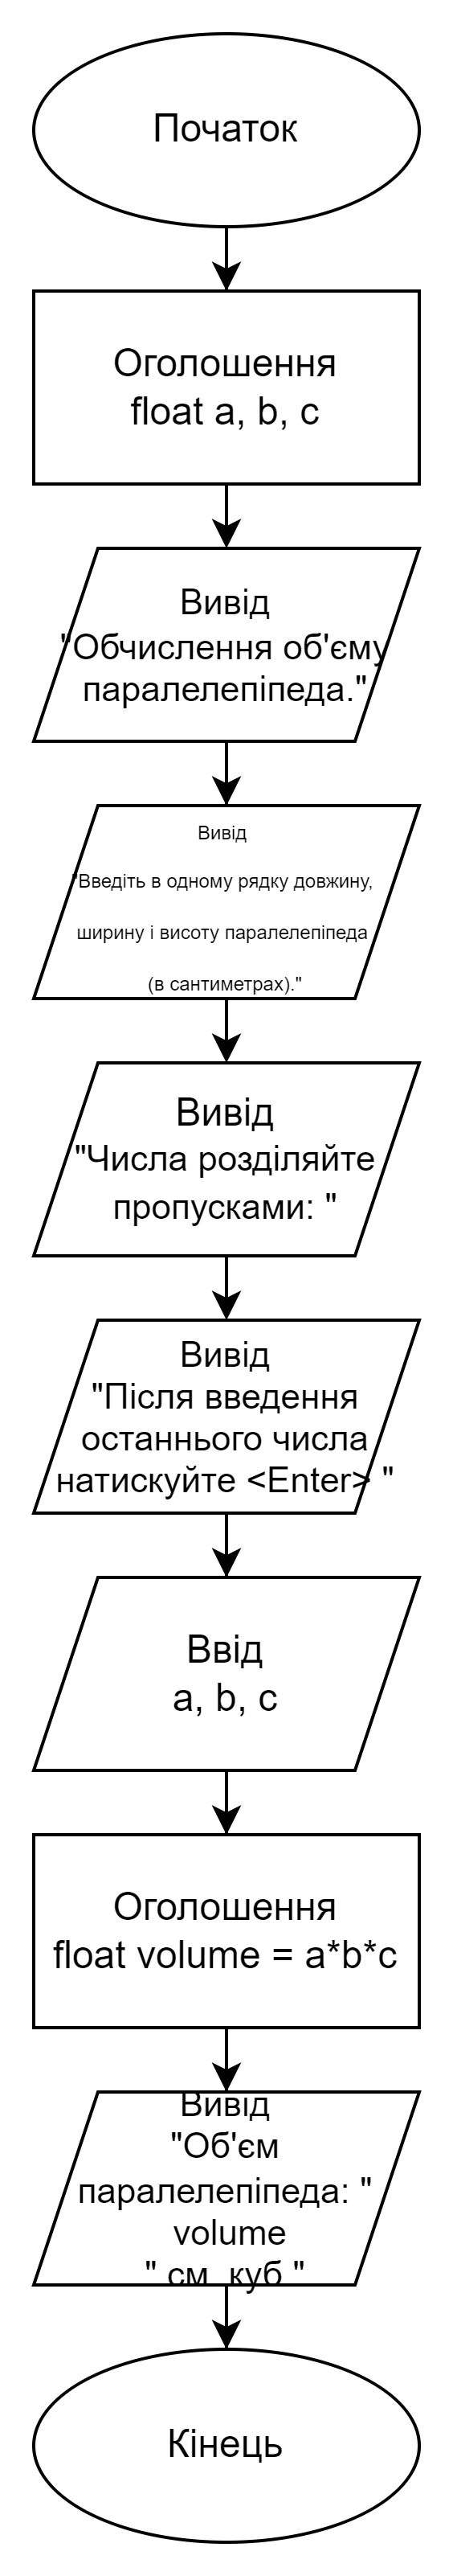 Початок
Оголошення
float a, b, c
Вивід
"Обчислення об'єму
паралелепіпеда."
Вивід
"Введіть в одному рядку довжину,
ширину і висоту паралелепіпеда
(в сантиметрах)."
Вивід
"Числа розділяйте
пропусками: "
Вивід
"Після введення
останнього числа
натискуйте <Enter> "
Ввід
a, b, c
Оголошення
float volume = a*b*c
Вивід
"Об'єм
паралелепіпеда: "
volume
" см. куб."
Кінець